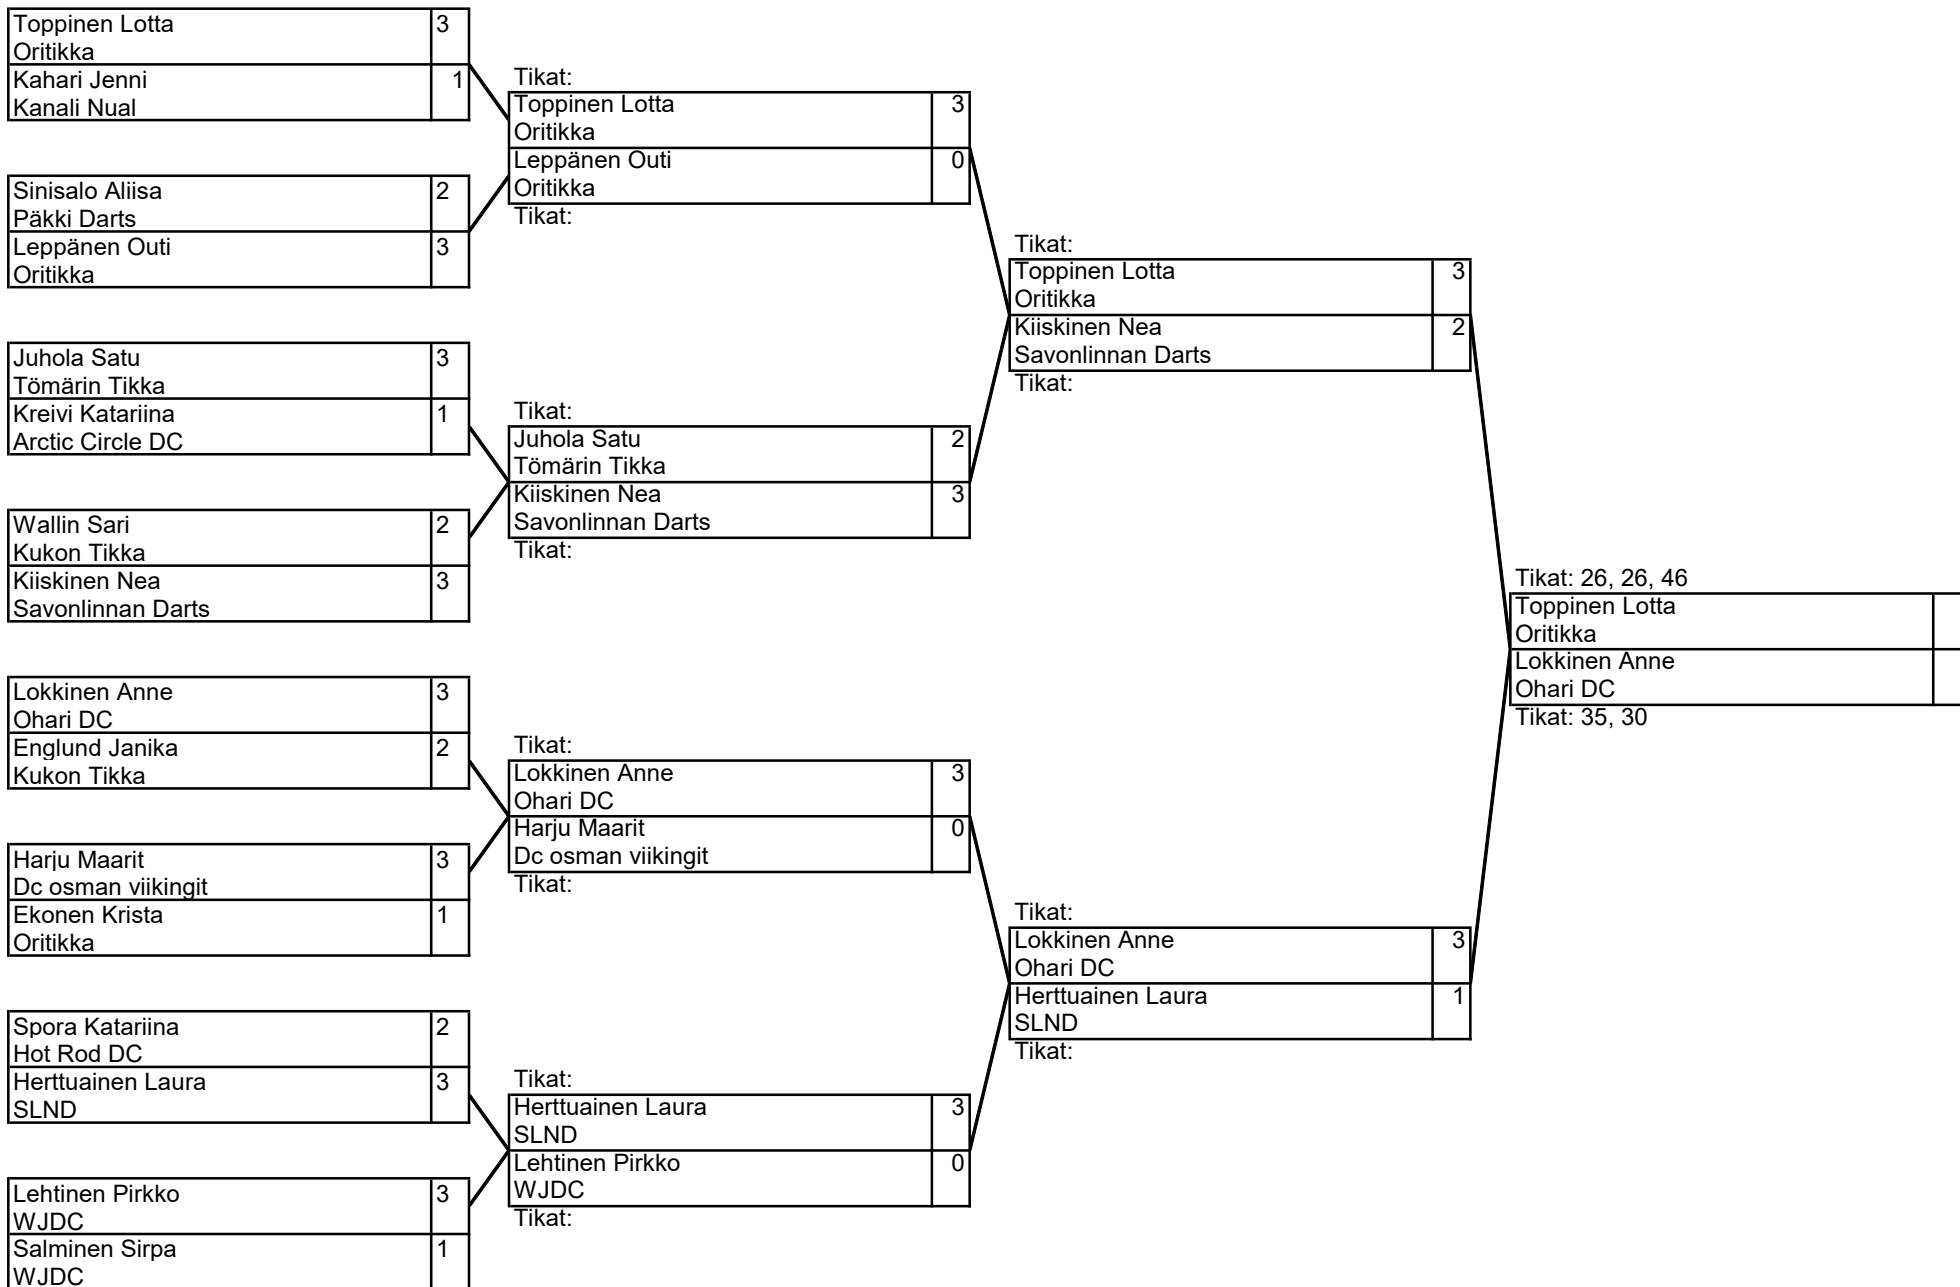 Toppinen Lotta 3
Oritikka
Kahari Jenni 1
Kanali Nual
Sinisalo Aliisa 2
Päkki Darts
Leppänen Outi 3
Oritikka
Juhola Satu 3
Tömärin Tikka
Kreivi Katariina 1
Arctic Circle DC
Wallin Sari 2
Kukon Tikka
Kiiskinen Nea 3
Savonlinnan Darts
Lokkinen Anne 3
Ohari DC
Englund Janika 2
Kukon Tikka
Harju Maarit 3
Dc osman viikingit
Ekonen Krista 1
Oritikka
Spora Katariina 2
Hot Rod DC
Herttuainen Laura 3
SLND
Lehtinen Pirkko 3
WJDC
Salminen Sirpa 1
WJDC
Tikat:
Toppinen Lotta 3
Oritikka
Leppänen Outi 0
Oritikka
Tikat:
Tikat:
Juhola Satu 2
Tömärin Tikka
Kiiskinen Nea 3
Savonlinnan Darts
Tikat:
Tikat:
Lokkinen Anne 3
Ohari DC
Harju Maarit 0
Dc osman viikingit
Tikat:
Tikat:
Herttuainen Laura 3
SLND
Lehtinen Pirkko 0
WJDC
Tikat:
Tikat:
Toppinen Lotta 3
Oritikka
Kiiskinen Nea 2
Savonlinnan Darts
Tikat:
Tikat:
Lokkinen Anne 3
Ohari DC
Herttuainen Laura 1
SLND
Tikat:
Tikat: 26, 26, 46
Toppinen Lotta
Oritikka
Lokkinen Anne
Ohari DC
Tikat: 35, 30